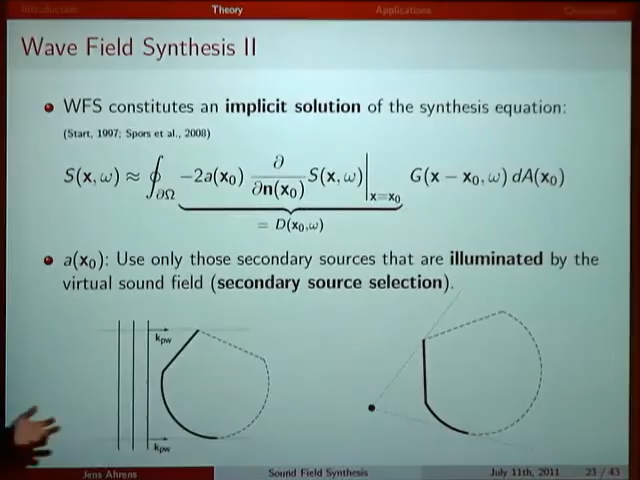 Introduction Theory Applications
Wave Field Synthesis II
WFS constitutes an implicit solution of the synthesis equation:
(Start, 1997; Spors et al., 2008)
S(x, ω) ≈ ∮∂Ω −2a(x₀) ∂/∂n(x₀) S(x, ω)|x=x₀ G(x − x₀, ω) dA(x₀)
= D(x₀,ω)
a(x₀): Use only those secondary sources that are illuminated by the
virtual sound field (secondary source selection).
kpw
kpw
Jens Ahrens Sound Field Synthesis July 11th, 2011 23 / 43